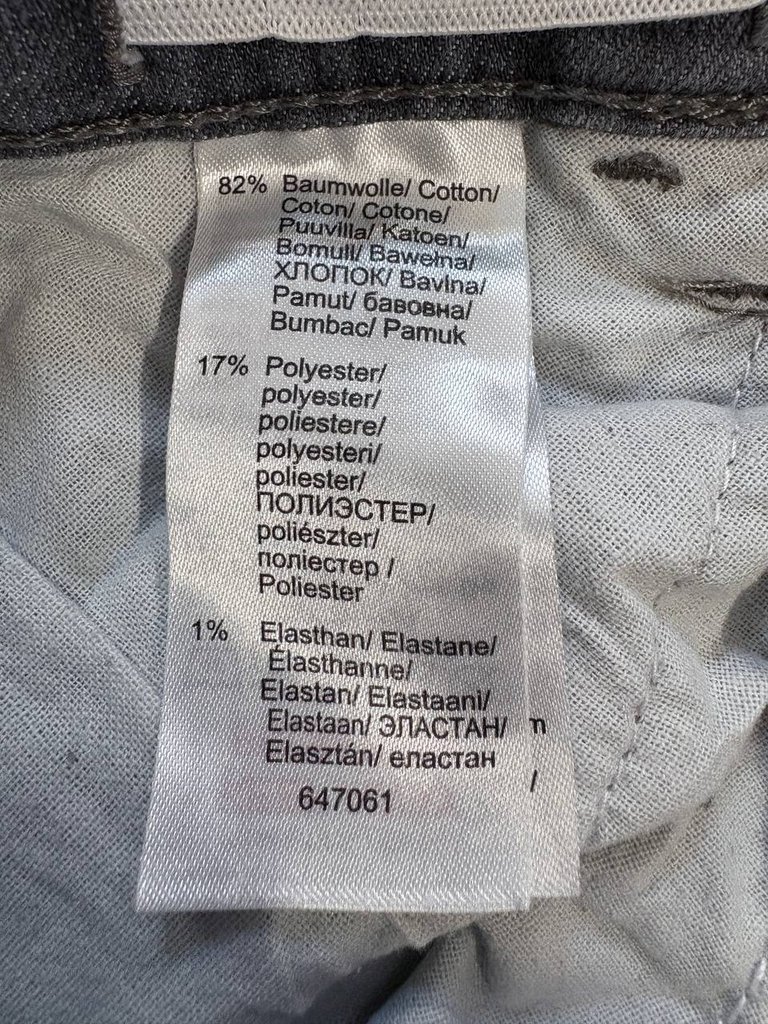 82% Baumwolle/ Cotton/
Coton/ Cotone/
Puuvilla/ Katoen/
Bomull/ Bawełna/
ХЛОПОК/ Bavlna/
Pamut/ бавовна/
Bumbac/ Pamuk
17% Polyester/
polyester/
poliestere/
polyesteri/
poliester/
ПОЛИЭСТЕР/
poliészter/
поліестер /
Poliester
1% Elasthan/ Elastane/
Élasthanne/
Elastan/ Elastaani/
Elastaan/ ЭЛАСТАН/
Elasztán/ еластан
647061